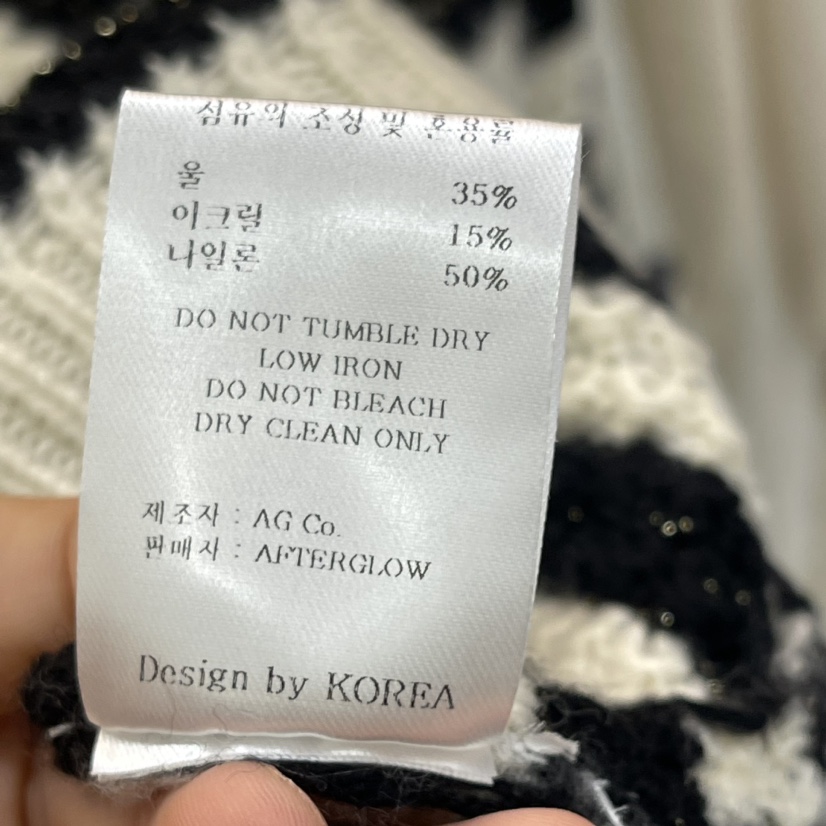 섬유의 조성 및 혼용률
울 35%
이크릴 15%
나일론 50%
DO NOT TUMBLE DRY
LOW IRON
DO NOT BLEACH
DRY CLEAN ONLY
제조자 : AG Co.
판매자 : AFTERGLOW
Design by KOREA